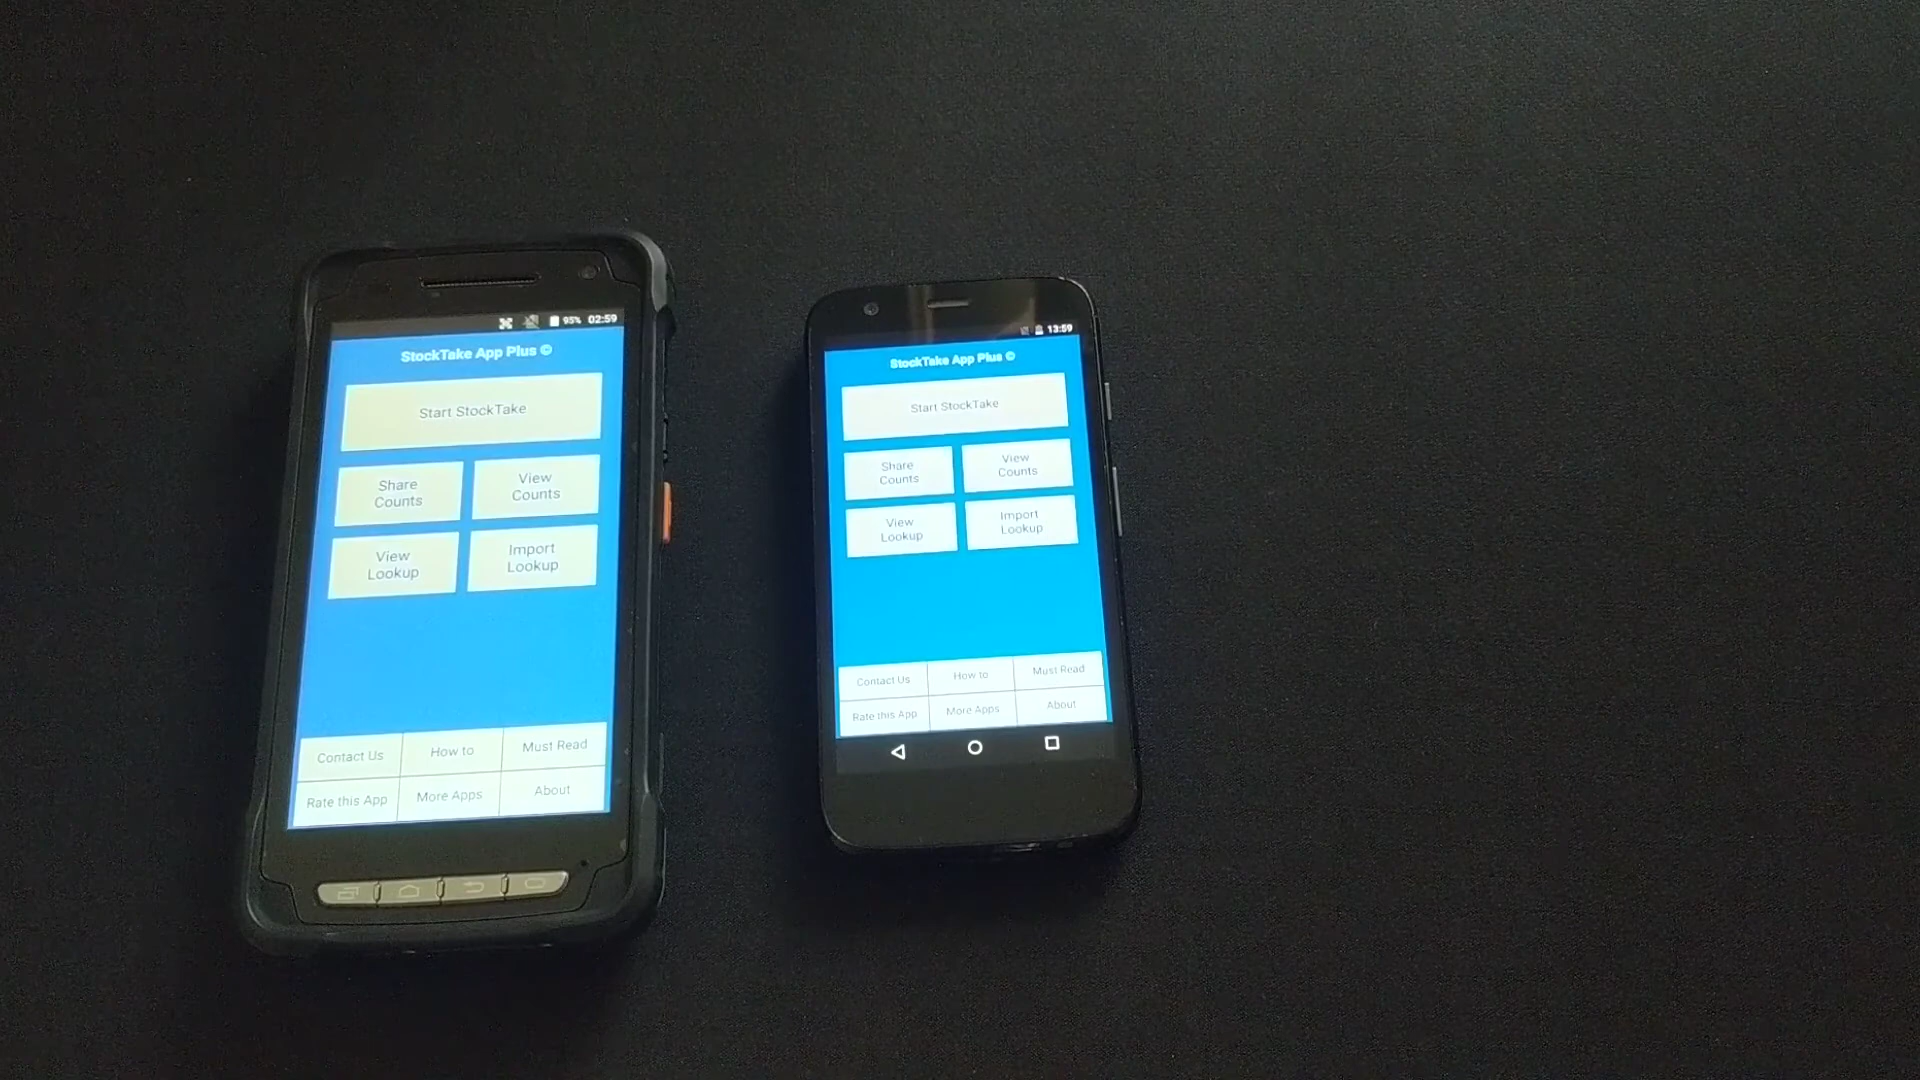 95% 02:59
StockTake App Plus ©
Start StockTake
Share
Counts
View
Counts
View
Lookup
Import
Lookup
Contact Us
How to
Must Read
Rate this App
More Apps
About
13:59
StockTake App Plus ©
Start StockTake
Share
Counts
View
Counts
View
Lookup
Import
Lookup
Contact Us
How to
Must Read
Rate this App
More Apps
About